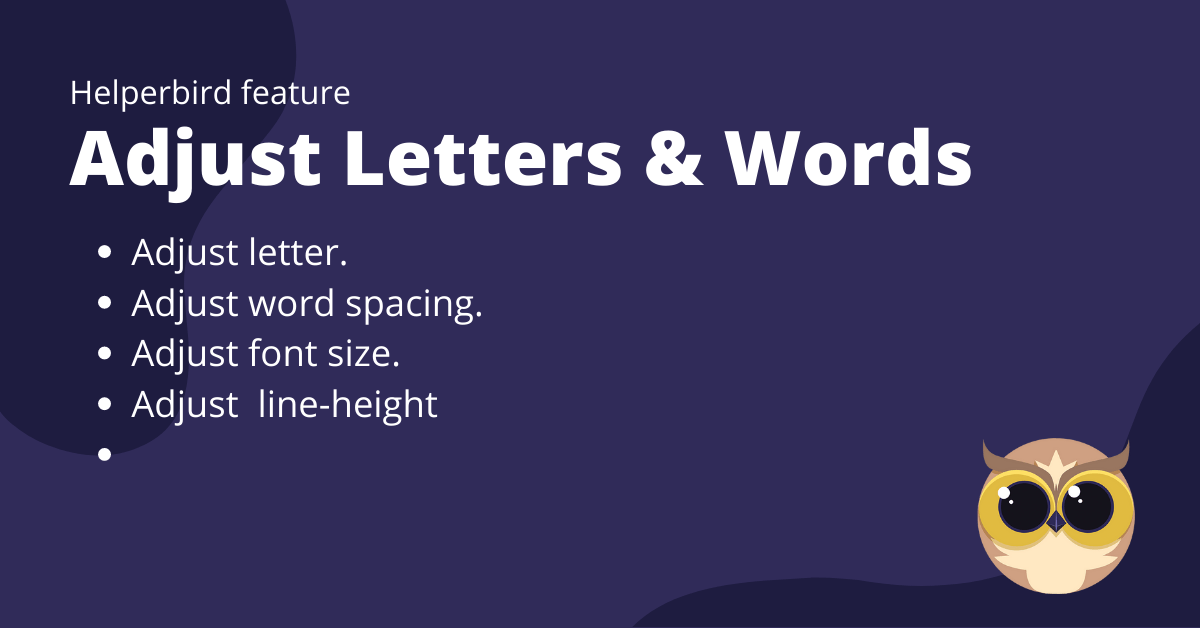 Helperbird feature
Adjust Letters & Words
• Adjust letter.
• Adjust word spacing.
• Adjust font size.
• Adjust  line-height
•